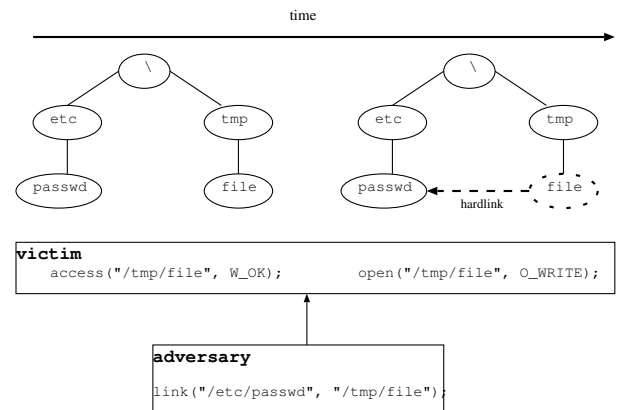 time
\ \
etc tmp etc tmp
passwd file passwd file
hardlink
victim
access("/tmp/file", W_OK); open("/tmp/file", O_WRITE);
adversary
link("/etc/passwd", "/tmp/file");